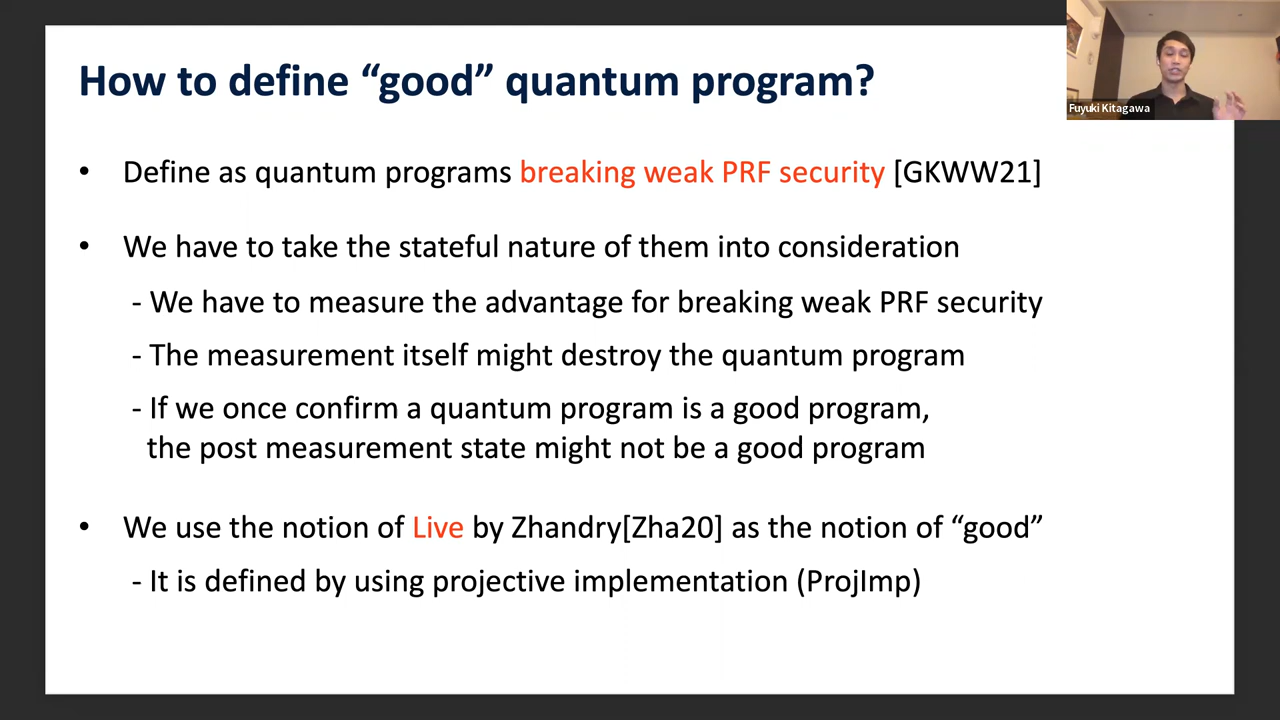 How to define “good” quantum program?
Fuyuki Kitagawa
• Define as quantum programs breaking weak PRF security [GKWW21]
• We have to take the stateful nature of them into consideration
- We have to measure the advantage for breaking weak PRF security
- The measurement itself might destroy the quantum program
- If we once confirm a quantum program is a good program,
the post measurement state might not be a good program
• We use the notion of Live by Zhandry[Zha20] as the notion of “good”
- It is defined by using projective implementation (ProjImp)